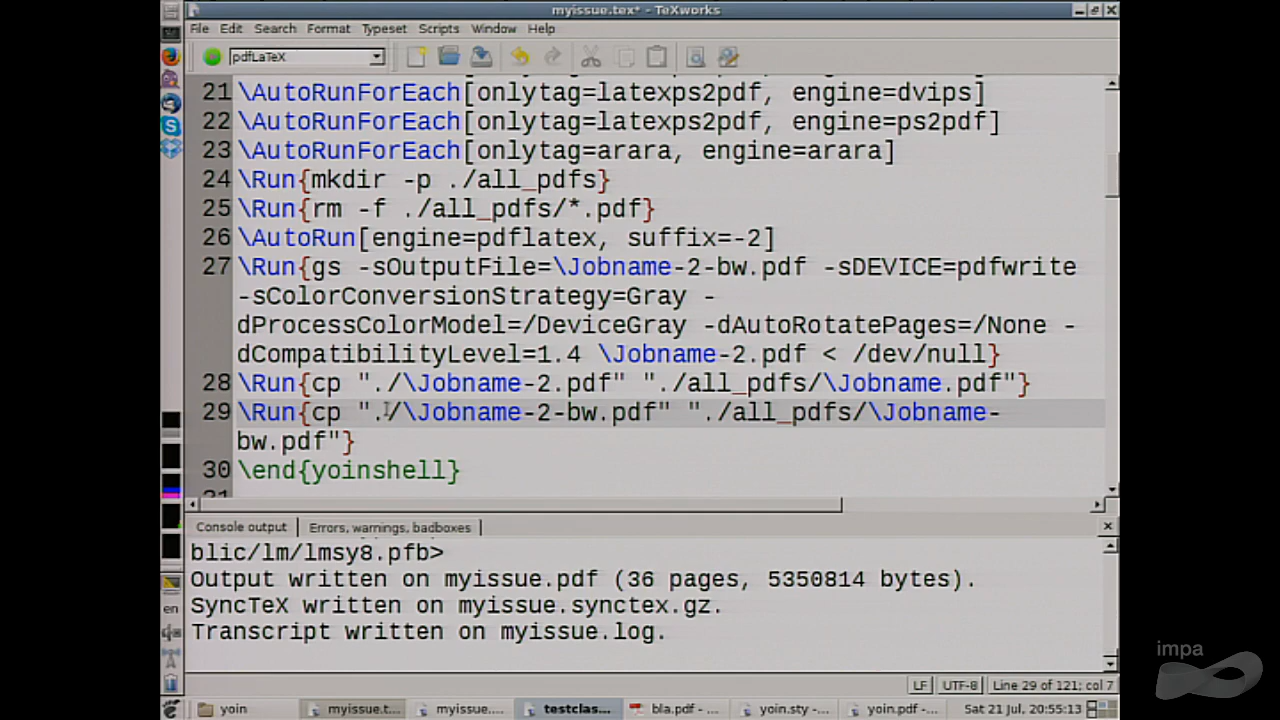 myissue.tex* - TeXworks
File Edit Search Format Typeset Scripts Window Help
pdfLaTeX
21 \AutoRunForEach[onlytag=latexps2pdf, engine=dvips]
22 \AutoRunForEach[onlytag=latexps2pdf, engine=ps2pdf]
23 \AutoRunForEach[onlytag=arara, engine=arara]
24 \Run{mkdir -p ./all_pdfs}
25 \Run{rm -f ./all_pdfs/*.pdf}
26 \AutoRun[engine=pdflatex, suffix=-2]
27 \Run{gs -sOutputFile=\Jobname-2-bw.pdf -sDEVICE=pdfwrite
-sColorConversionStrategy=Gray -
dProcessColorModel=/DeviceGray -dAutoRotatePages=/None -
dCompatibilityLevel=1.4 \Jobname-2.pdf < /dev/null}
28 \Run{cp "./\Jobname-2.pdf" "./all_pdfs/\Jobname.pdf"}
29 \Run{cp "./\Jobname-2-bw.pdf" "./all_pdfs/\Jobname-
bw.pdf"}
30 \end{yoinshell}
Console output Errors, warnings, badboxes
blic/lm/lmsy8.pfb>
Output written on myissue.pdf (36 pages, 5350814 bytes).
SyncTeX written on myissue.synctex.gz.
Transcript written on myissue.log.
en
impa
LF UTF-8 Line 29 of 121; col 7
yoin myissue.t... myissue.... testclas... bla.pdf - ... yoin.sty -... yoin.pdf -... Sat 21 Jul, 20:55:13